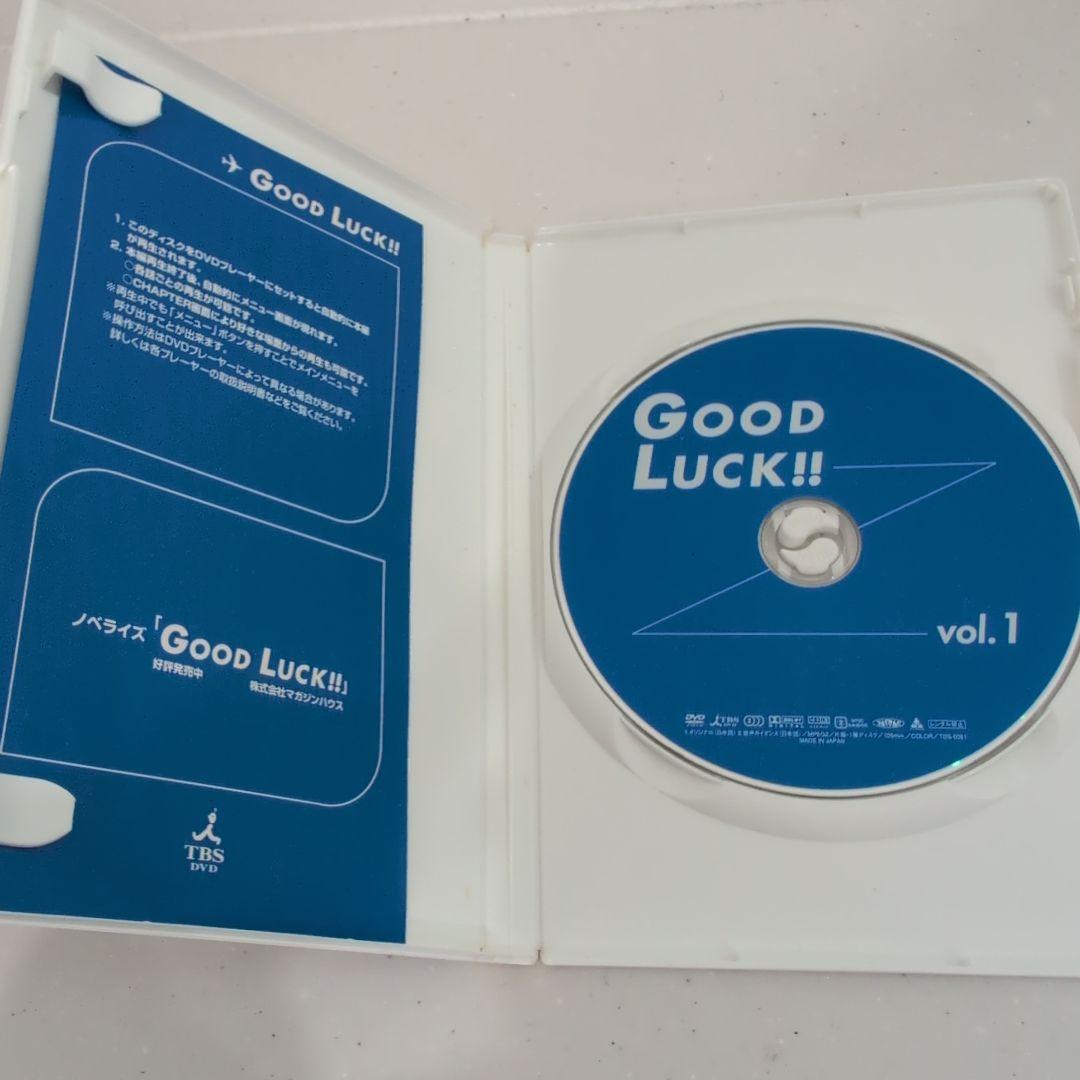 GOOD LUCK!!
1. このディスクをDVDプレーヤーにセットすると自動的に本編
が再生されます。
2. 本編再生終了後、自動的にメニュー画面が現れます。
○各話ごとの再生が可能です。
○CHAPTER画面により好きな場面からの再生も可能です。
※再生中でも「メニュー」ボタンを押すことでメインメニューを
呼び出すことが出来ます。
※操作方法はDVDプレーヤーによって異なる場合があります。
詳しくは各プレーヤーの取扱説明書などをご覧ください。
ノベライズ「GOOD LUCK!!」
好評発売中
株式会社マガジンハウス
TBS
DVD
GOOD
LUCK!!
vol. 1
DVD TBS
レンタル禁止
MADE IN JAPAN